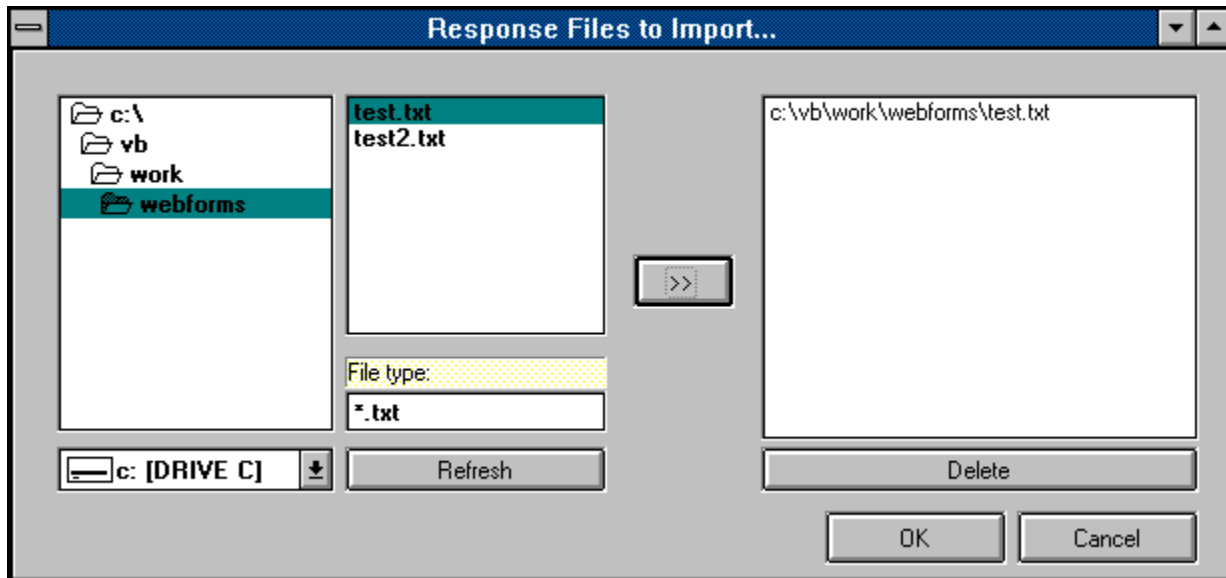 Response Files to Import...
c:\
vb
work
webforms
c: [DRIVE C]
test.txt
test2.txt
File type:
*.txt
Refresh
>>
c:\vb\work\webforms\test.txt
Delete
OK
Cancel